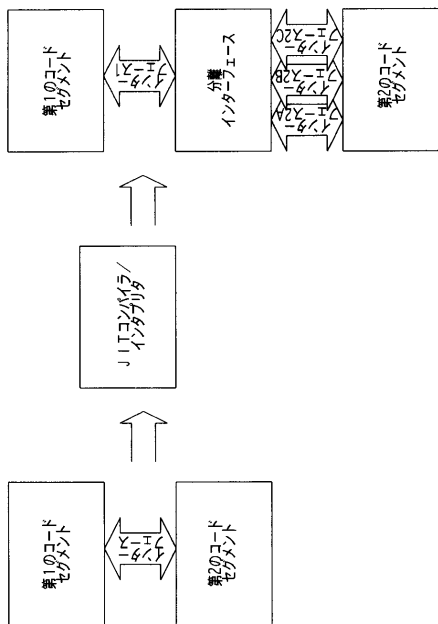 第1のコード
セグメント
インター
フェース
第2のコード
セグメント
JITコンパイラ/
インタプリタ
第1のコード
セグメント
インター
フェース1
分離
インターフェース
インター
フェース2A
インター
フェース2B
インター
フェース2C
第2のコード
セグメント